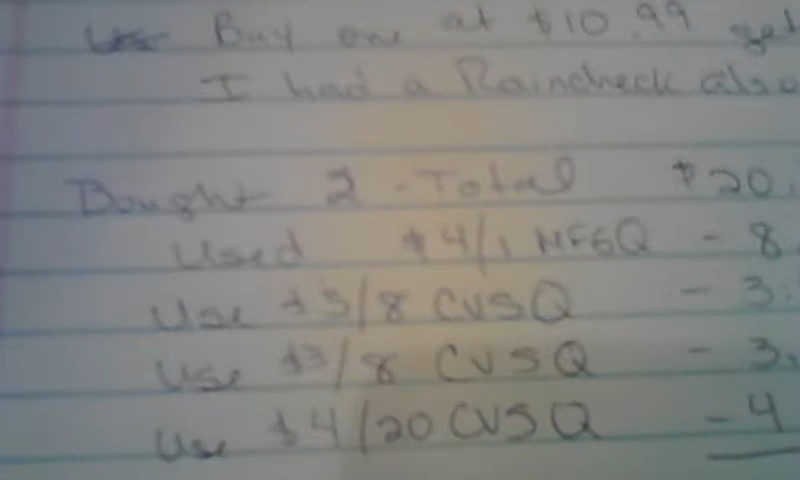 Buy one at $10.99 get
I had a Raincheck also
Bought 2 - Total $20.
Used $4/1 MFGQ - 8.
Use $3/8 CVSQ - 3.
Use $3/8 CVSQ - 3.
Use $4/20 CVSQ - 4